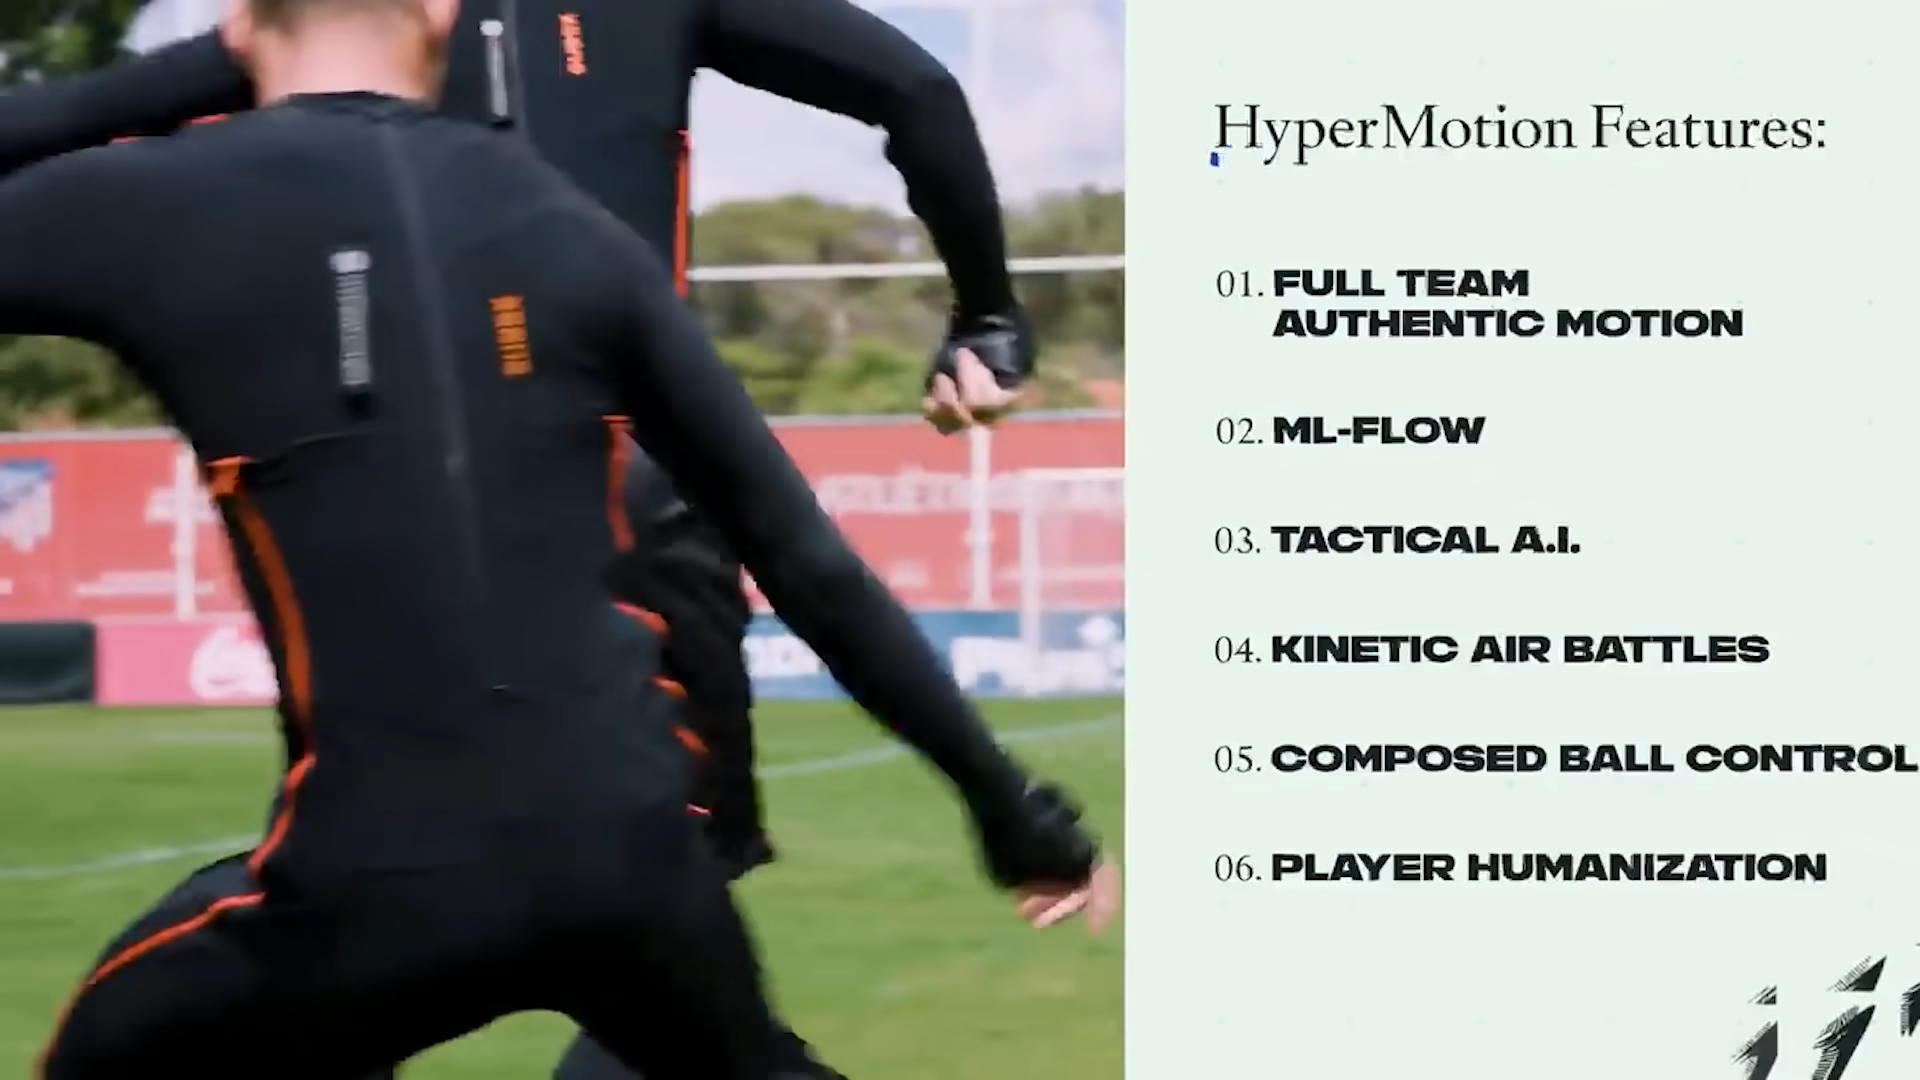 HyperMotion Features:
01. FULL TEAM
AUTHENTIC MOTION
02. ML-FLOW
03. TACTICAL A.I.
04. KINETIC AIR BATTLES
05. COMPOSED BALL CONTROL
06. PLAYER HUMANIZATION